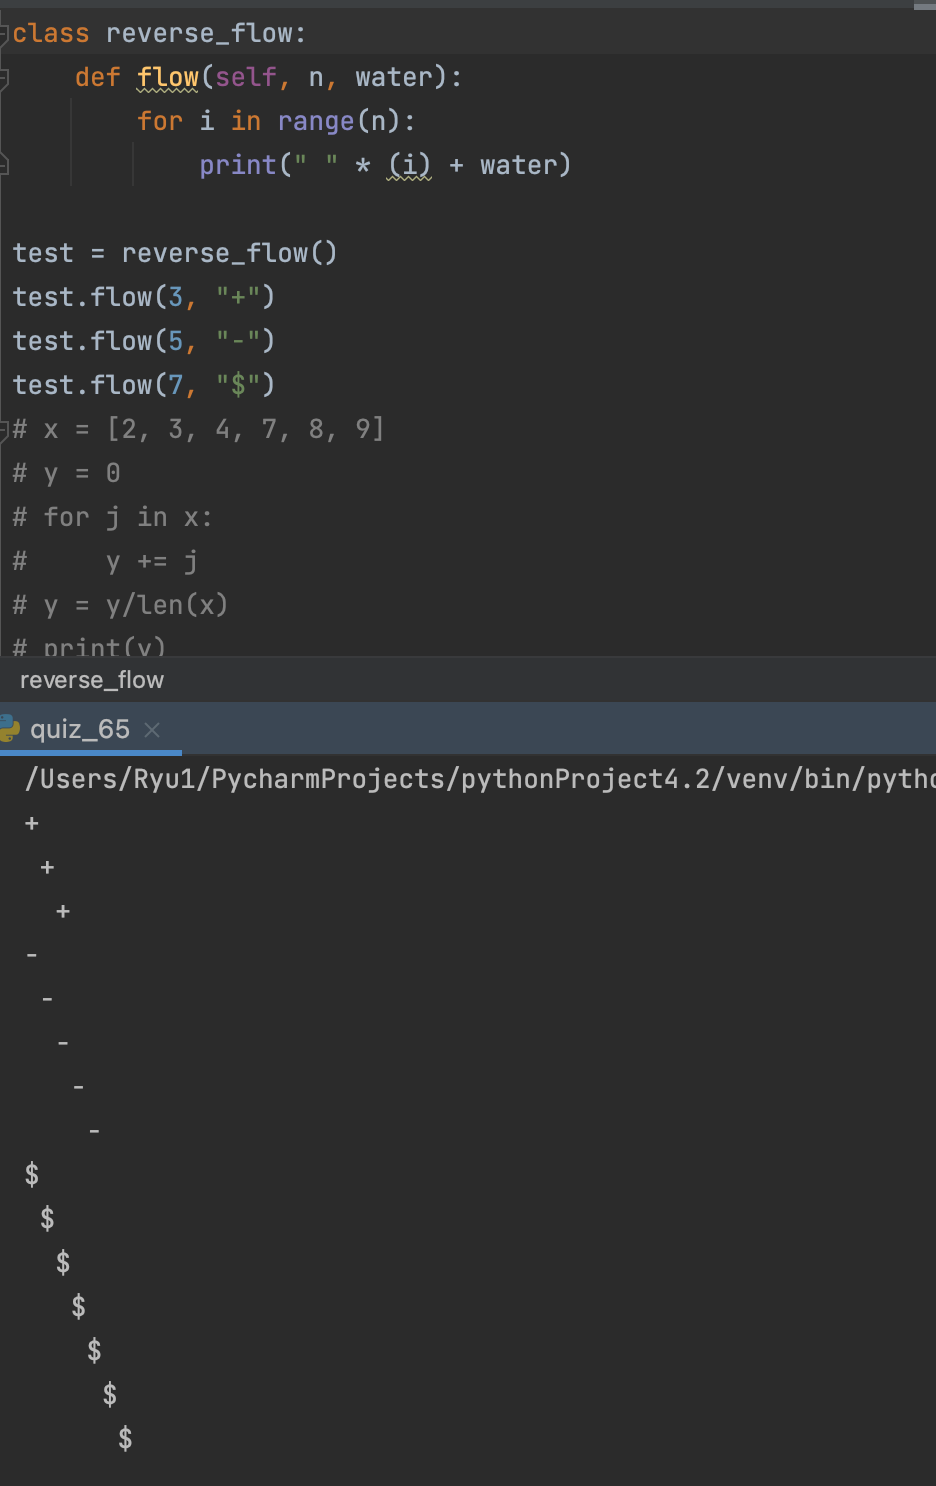 class reverse_flow:
    def flow(self, n, water):
        for i in range(n):
            print(" " * (i) + water)

test = reverse_flow()
test.flow(3, "+")
test.flow(5, "-")
test.flow(7, "$")
# x = [2, 3, 4, 7, 8, 9]
# y = 0
# for j in x:
#     y += j
# y = y/len(x)
# print(y)
reverse_flow
quiz_65
/Users/Ryu1/PycharmProjects/pythonProject4.2/venv/bin/pytho
+
 +
  +
-
 -
  -
   -
    -
$
 $
  $
   $
    $
     $
      $